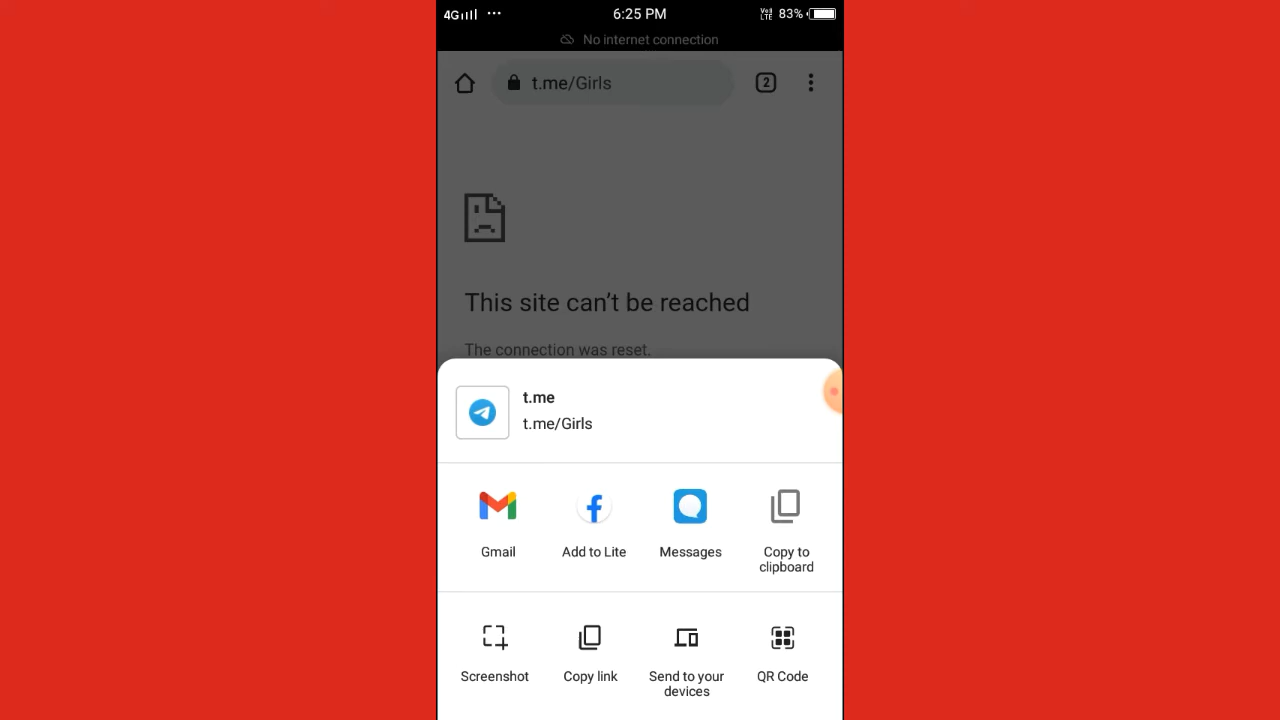 4G 6:25 PM Vo) LTE 83%
No internet connection
t.me/Girls 2
This site can't be reached
The connection was reset.
t.me
t.me/Girls
Gmail
Add to Lite
Messages
Copy to
clipboard
Screenshot
Copy link
Send to your
devices
QR Code